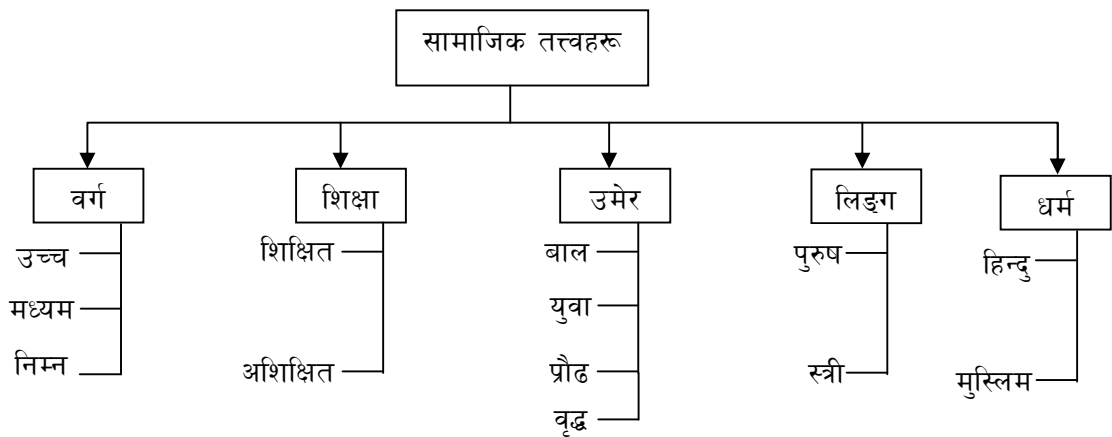 सामाजिक तत्त्वहरू
वर्ग
उच्च
मध्यम
निम्न
शिक्षा
शिक्षित
अशिक्षित
उमेर
बाल
युवा
प्रौढ
वृद्ध
लिङ्ग
पुरुष
स्त्री
धर्म
हिन्दु
मुस्लिम